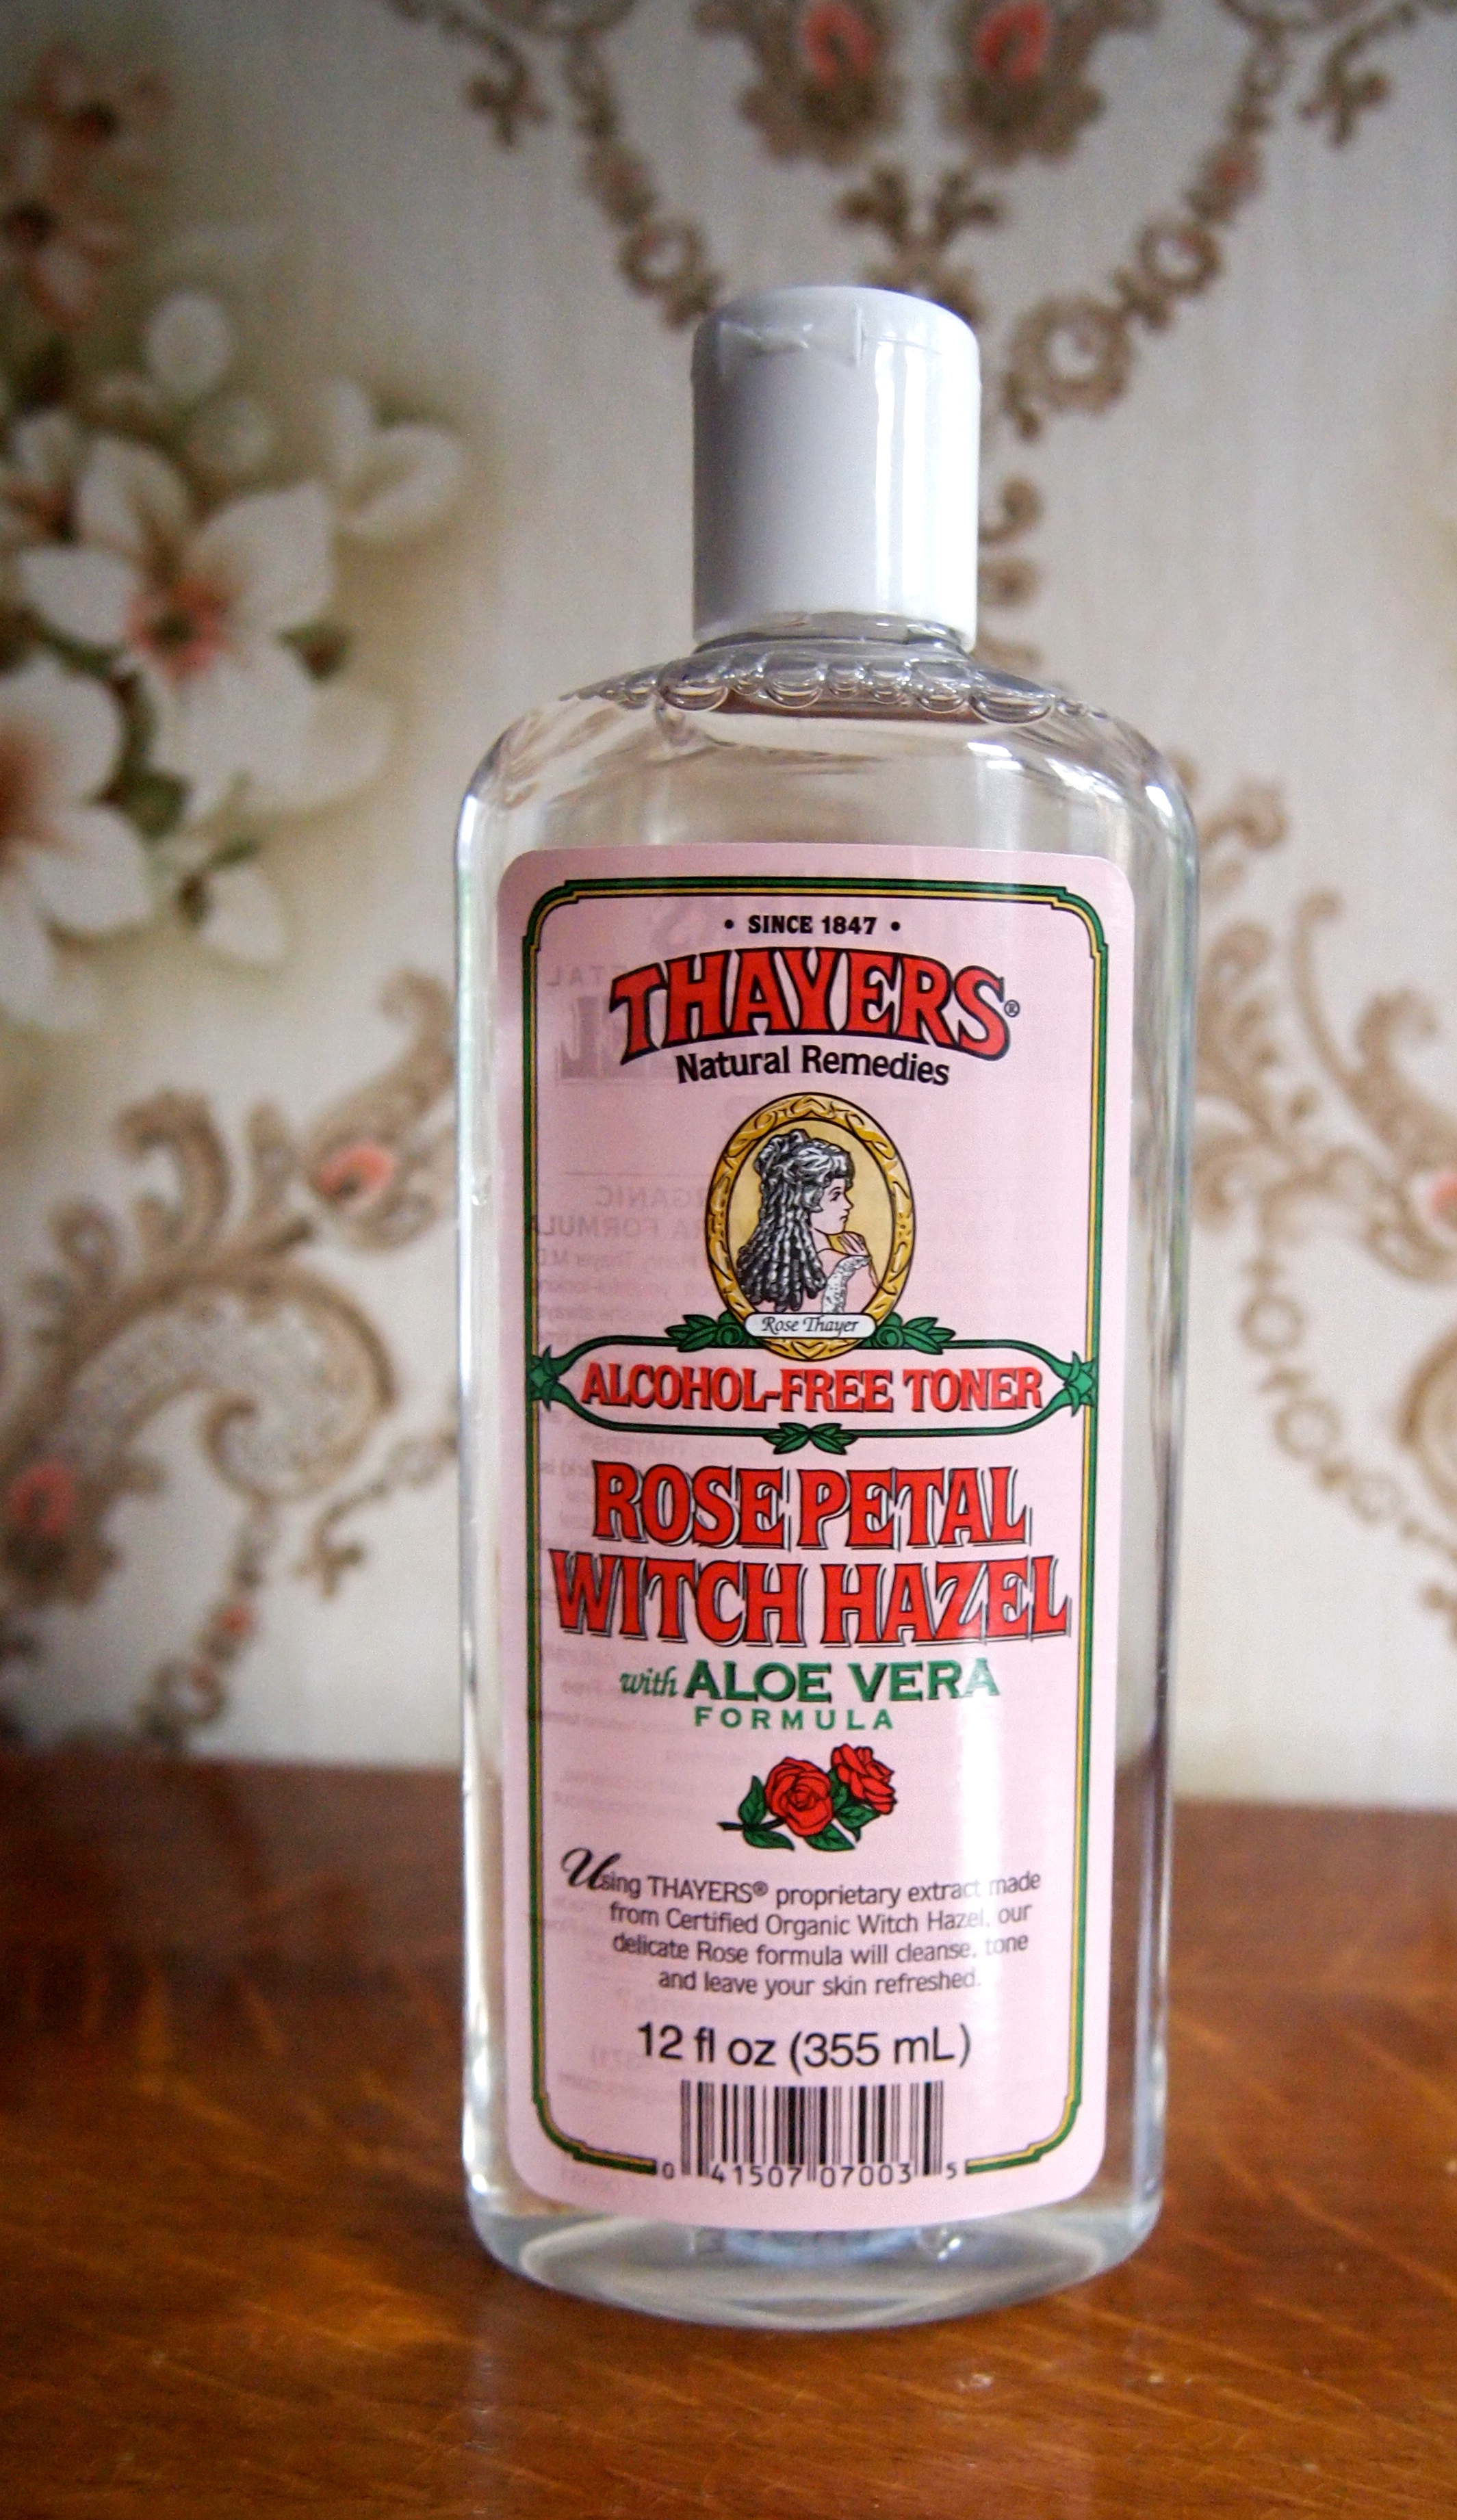 • SINCE 1847 •
THAYERS®
Natural Remedies
Rose Thayer
ALCOHOL-FREE TONER
ROSE PETAL
WITCH HAZEL
with ALOE VERA
FORMULA
Using THAYERS® proprietary extract made
from Certified Organic Witch Hazel, our
delicate Rose formula will cleanse, tone
and leave your skin refreshed.
12 fl oz (355 mL)
0 41507 07003 5